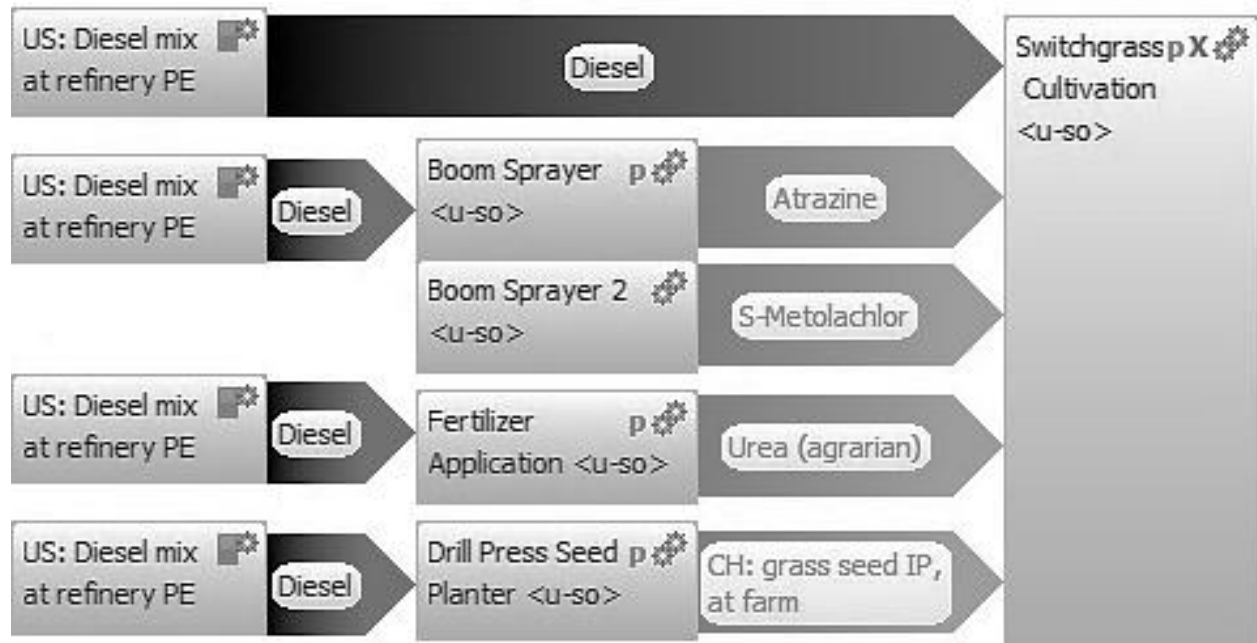 US: Diesel mix
at refinery PE
Diesel
Switchgrass p X
Cultivation
<u-so>
US: Diesel mix
at refinery PE
Diesel
Boom Sprayer p
<u-so>
Atrazine
Boom Sprayer 2
<u-so>
S-Metolachlor
US: Diesel mix
at refinery PE
Diesel
Fertilizer p
Application <u-so>
Urea (agrarian)
US: Diesel mix
at refinery PE
Diesel
Drill Press Seed p
Planter <u-so>
CH: grass seed IP,
at farm